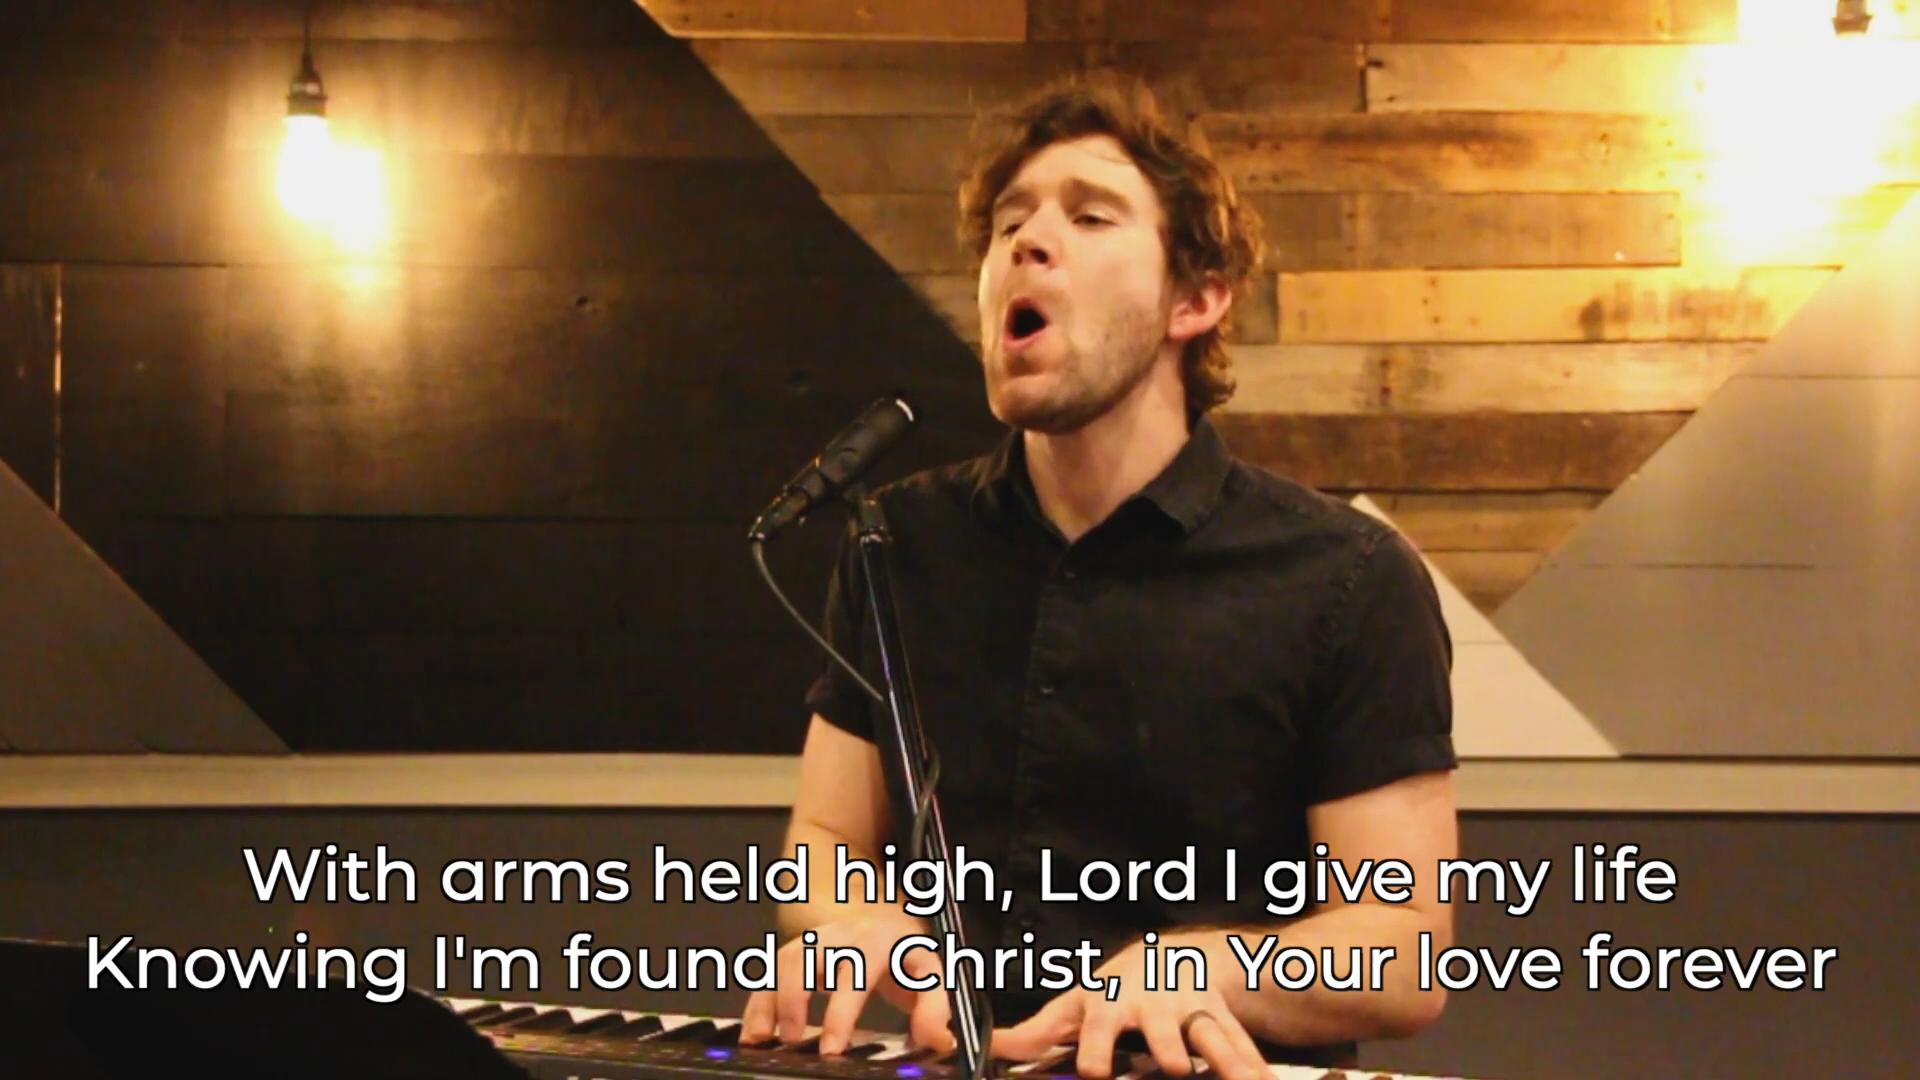 With arms held high, Lord I give my life
Knowing I'm found in Christ, in Your love forever